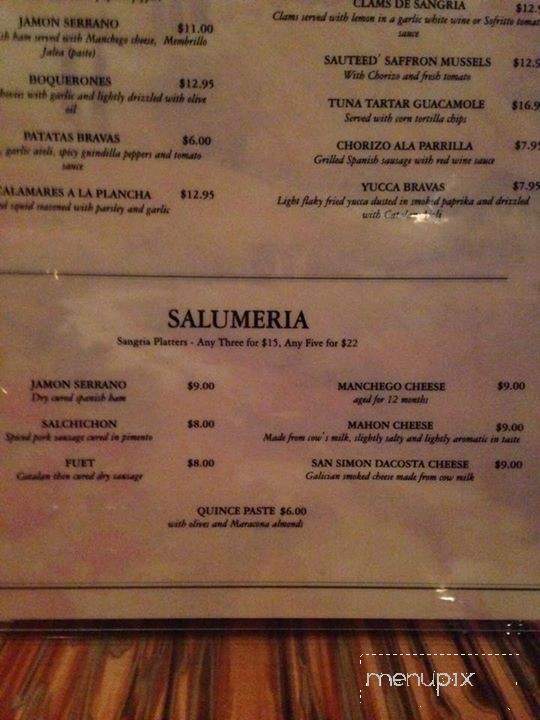 JAMON SERRANO $11.00
ham served with Manchego cheese, Membrillo
Jalea (paste)
BOQUERONES $12.95
with garlic and lightly drizzled with olive
oil
PATATAS BRAVAS $6.00
garlic aioli, spicy guindilla peppers and tomato
sauce
CALAMARES A LA PLANCHA $12.95
squid seasoned with parsley and garlic
CLAMS DE SANGRIA
Clams served with lemon in a garlic white wine or Sofritto
sauce
SAUTEED' SAFFRON MUSSELS
With Chorizo and fresh tomato
TUNA TARTAR GUACAMOLE $16.9
Served with corn tortilla chips
CHORIZO ALA PARRILLA $7.95
Grilled Spanish sausage with red wine sauce
YUCCA BRAVAS $7.95
Light flaky fried yucca dusted in smoked paprika and drizzled
with
SALUMERIA
Sangria Platters - Any Three for $15, Any Five for $22
JAMON SERRANO $9.00
Dry cured spanish ham
SALCHICHON $8.00
Spiced pork sausage cured in pimento
FUET $8.00
Catalan thin cured dry sausage
MANCHEGO CHEESE $9.00
aged for 12 months
MAHON CHEESE $9.00
Made from cow's milk, slightly salty and lightly aromatic in taste
SAN SIMON DACOSTA CHEESE $9.00
Galician smoked cheese made from cow milk
QUINCE PASTE $6.00
with olives and Maracona almonds
menupix